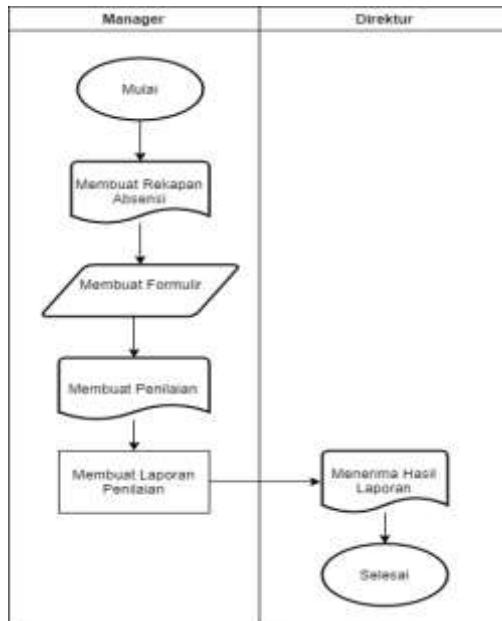 Manager
Direktur
Mulai
Membuat Rekapan
Absensi
Membuat Formulir
Membuat Penilaian
Membuat Laporan
Penilaian
Menerima Hasil
Laporan
Selesai